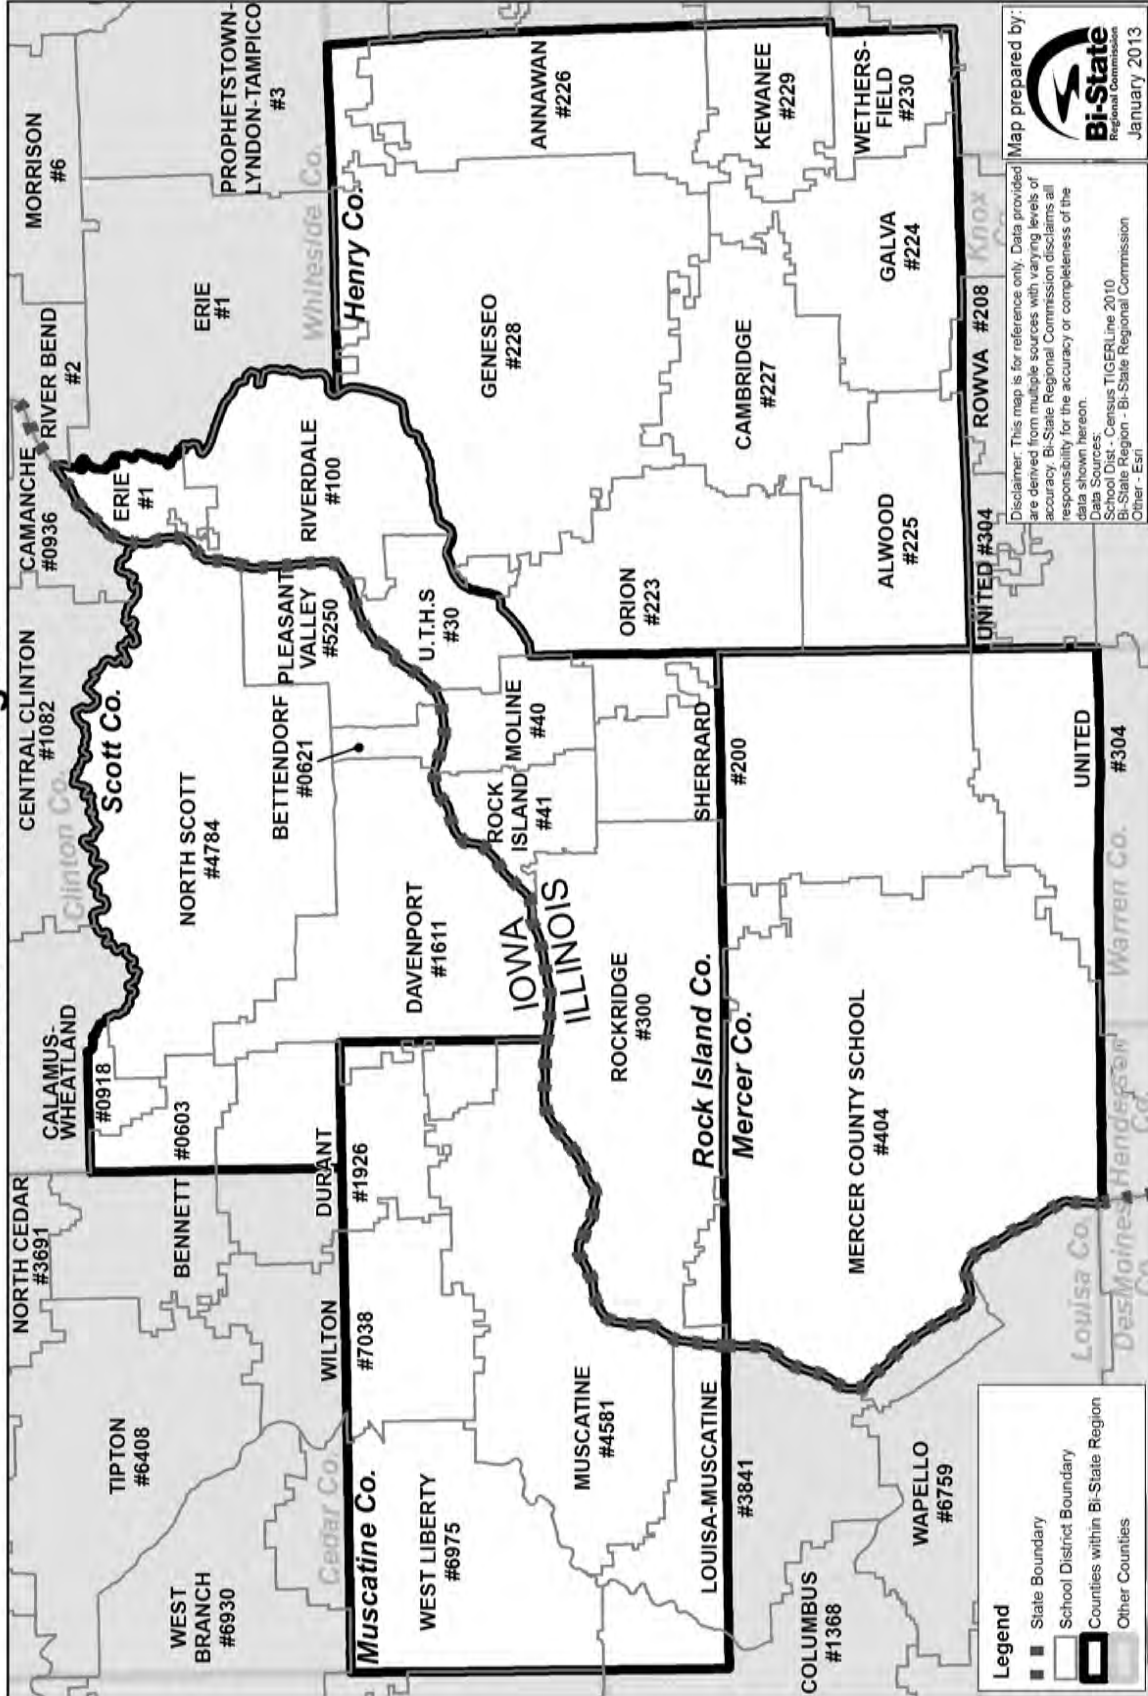 NORTH CEDAR
#3691
CALAMUS-
WHEATLAND
#0918
CENTRAL CLINTON
#1082
CAMANCHE
#0936
RIVER BEND
#2
MORRISON
#6
TIPTON
#6408
BENNETT #0603
Clinton Co.
Scott Co.
ERIE
#1
ERIE
#1
PROPHETSTOWN-
LYNDON-TAMPICO
#3
WEST
BRANCH
#6930
NORTH SCOTT
#4784
Whiteside Co.
Cedar Co.
WILTON
#7038
DURANT
#1926
BETTENDORF
#0621
PLEASANT
VALLEY
#5250
RIVERDALE
#100
Henry Co.
Muscatine Co.
WEST LIBERTY
#6975
DAVENPORT
#1611
U.T.H.S
#30
GENESEO
#228
ANNAWAN
#226
IOWA
ILLINOIS
ROCK
ISLAND
#41
MOLINE
#40
MUSCATINE
#4581
ROCKRIDGE
#300
ORION
#223
LOUISA-MUSCATINE
#3841
Rock Island Co.
Mercer Co.
SHERRARD
#200
CAMBRIDGE
#227
KEWANEE
#229
COLUMBUS
#1368
MERCER COUNTY SCHOOL
#404
ALWOOD
#225
GALVA
#224
WETHERS-
FIELD
#230
WAPELLO
#6759
UNITED #304
ROWVA #208
Knox
Louisa Co.
UNITED
#304
DesMoines
Henderson
Warren Co.
Legend
State Boundary
School District Boundary
Counties within Bi-State Region
Other Counties
Disclaimer: This map is for reference only. Data provided
are derived from multiple sources with varying levels of
accuracy. Bi-State Regional Commission disclaims all
responsibility for the accuracy or completeness of the
data shown hereon.
Data Sources:
School Dist - Census TIGERLine 2010
Bi-State Region - Bi-State Regional Commission
Other - Esri
Map prepared by:
Bi-State
Regional Commission
January 2013